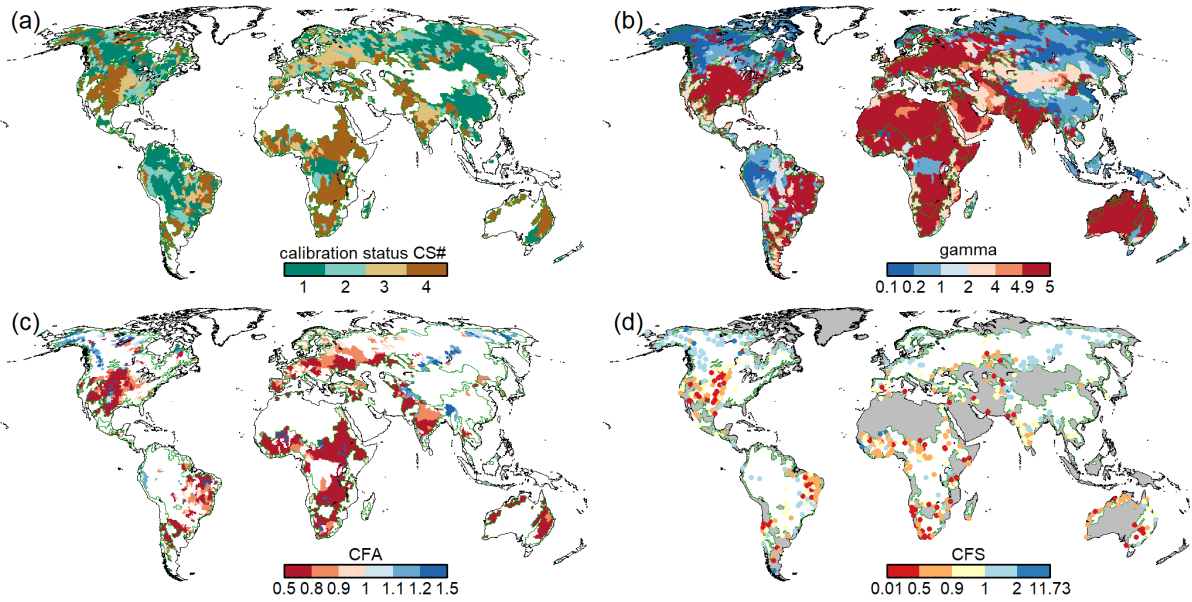 (a)
calibration status CS#
1 2 3 4
(b)
gamma
0.1 0.2 1 2 4 4.9 5
(c)
CFA
0.5 0.8 0.9 1 1.1 1.2 1.5
(d)
CFS
0.01 0.5 0.9 1 2 11.73